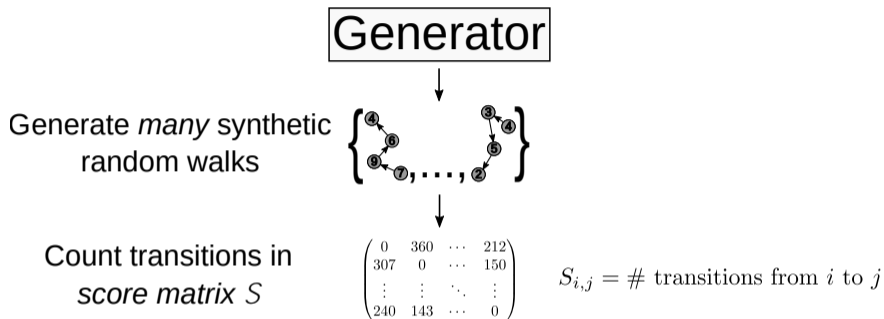 Generator
Generate many synthetic
random walks
{ 4 6 9 7 ,..., 3 4 5 2 }
Count transitions in
score matrix S
0 360 ⋯ 212
307 0 ⋯ 150
⋮ ⋮ ⋱ ⋮
240 143 ⋯ 0
S_{i,j} = # transitions from i to j